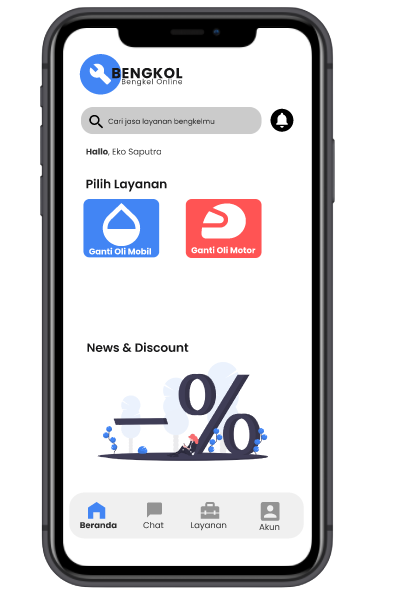 BENGKOL
Bengkel Online
Cari jasa layanan bengkelmu
Hallo, Eko Saputra
Pilih Layanan
Ganti Oli Mobil
Ganti Oli Motor
News & Discount
-%
Beranda
Chat
Layanan
Akun